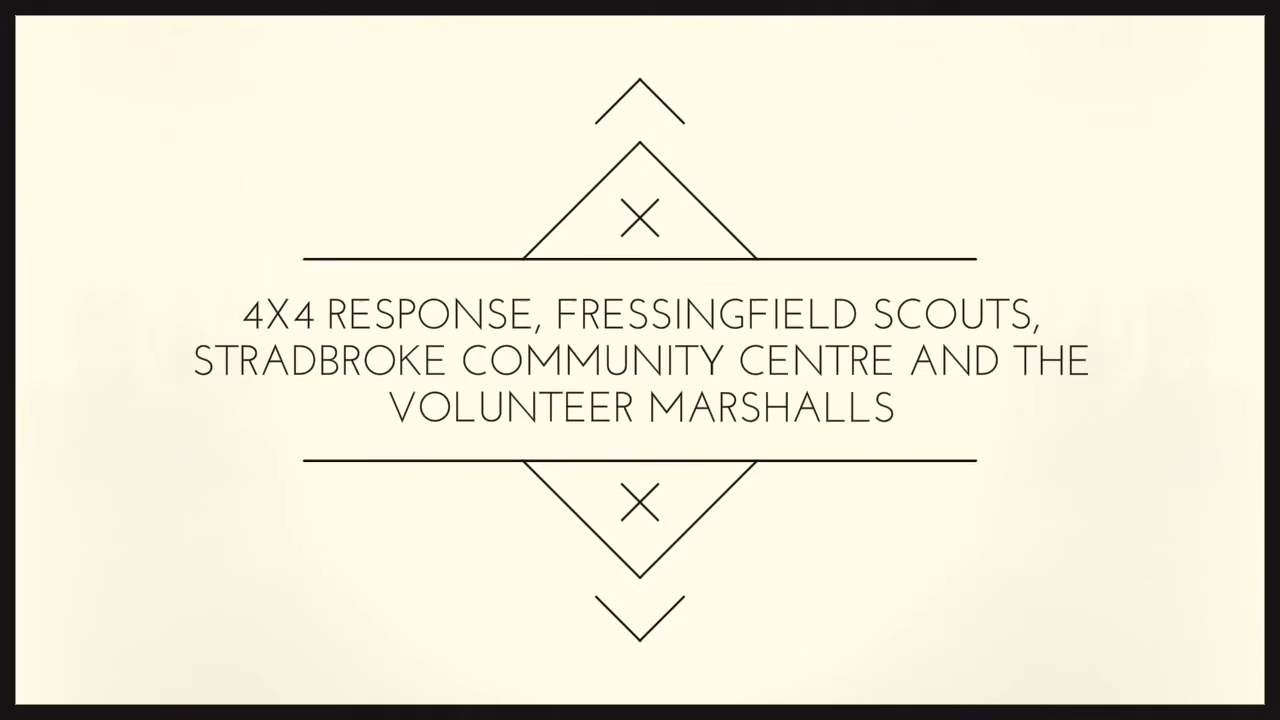 4X4 RESPONSE, FRESSINGFIELD SCOUTS,
STRADBROKE COMMUNITY CENTRE AND THE
VOLUNTEER MARSHALLS